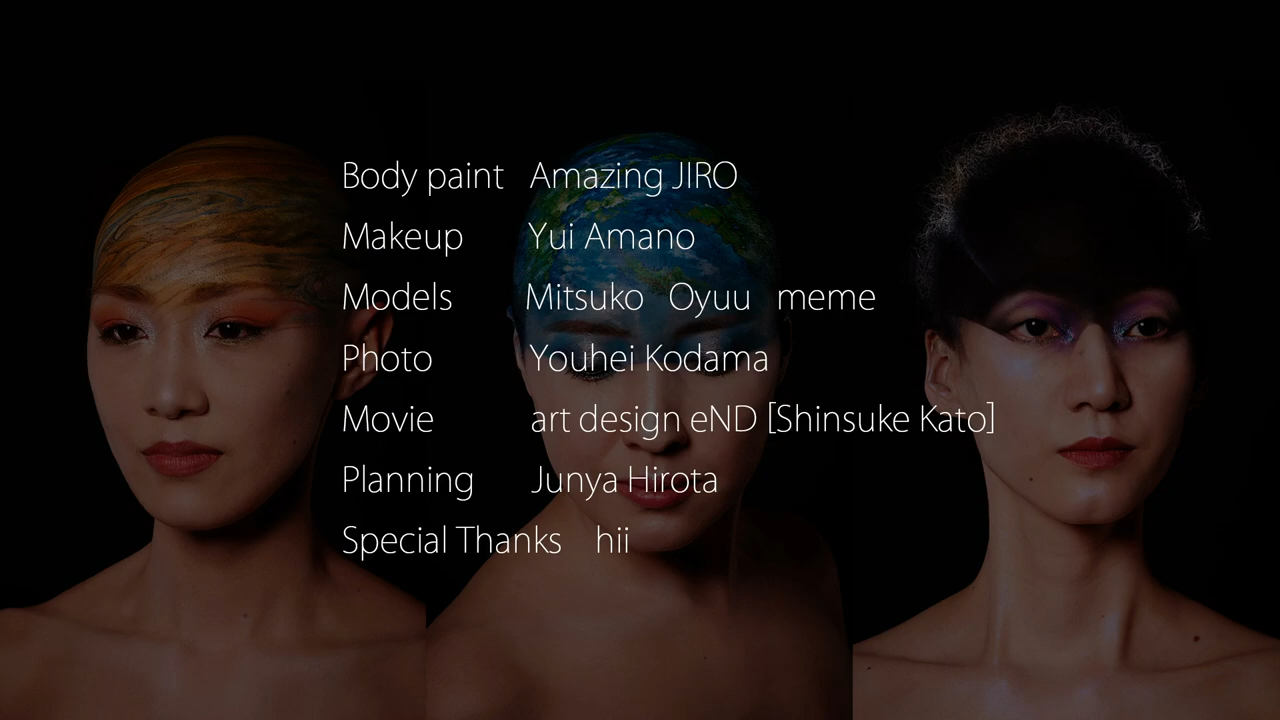 Body paint Amazing JIRO
Makeup Yui Amano
Models Mitsuko Oyuu meme
Photo Youhei Kodama
Movie art design eND [Shinsuke Kato]
Planning Junya Hirota
Special Thanks hii